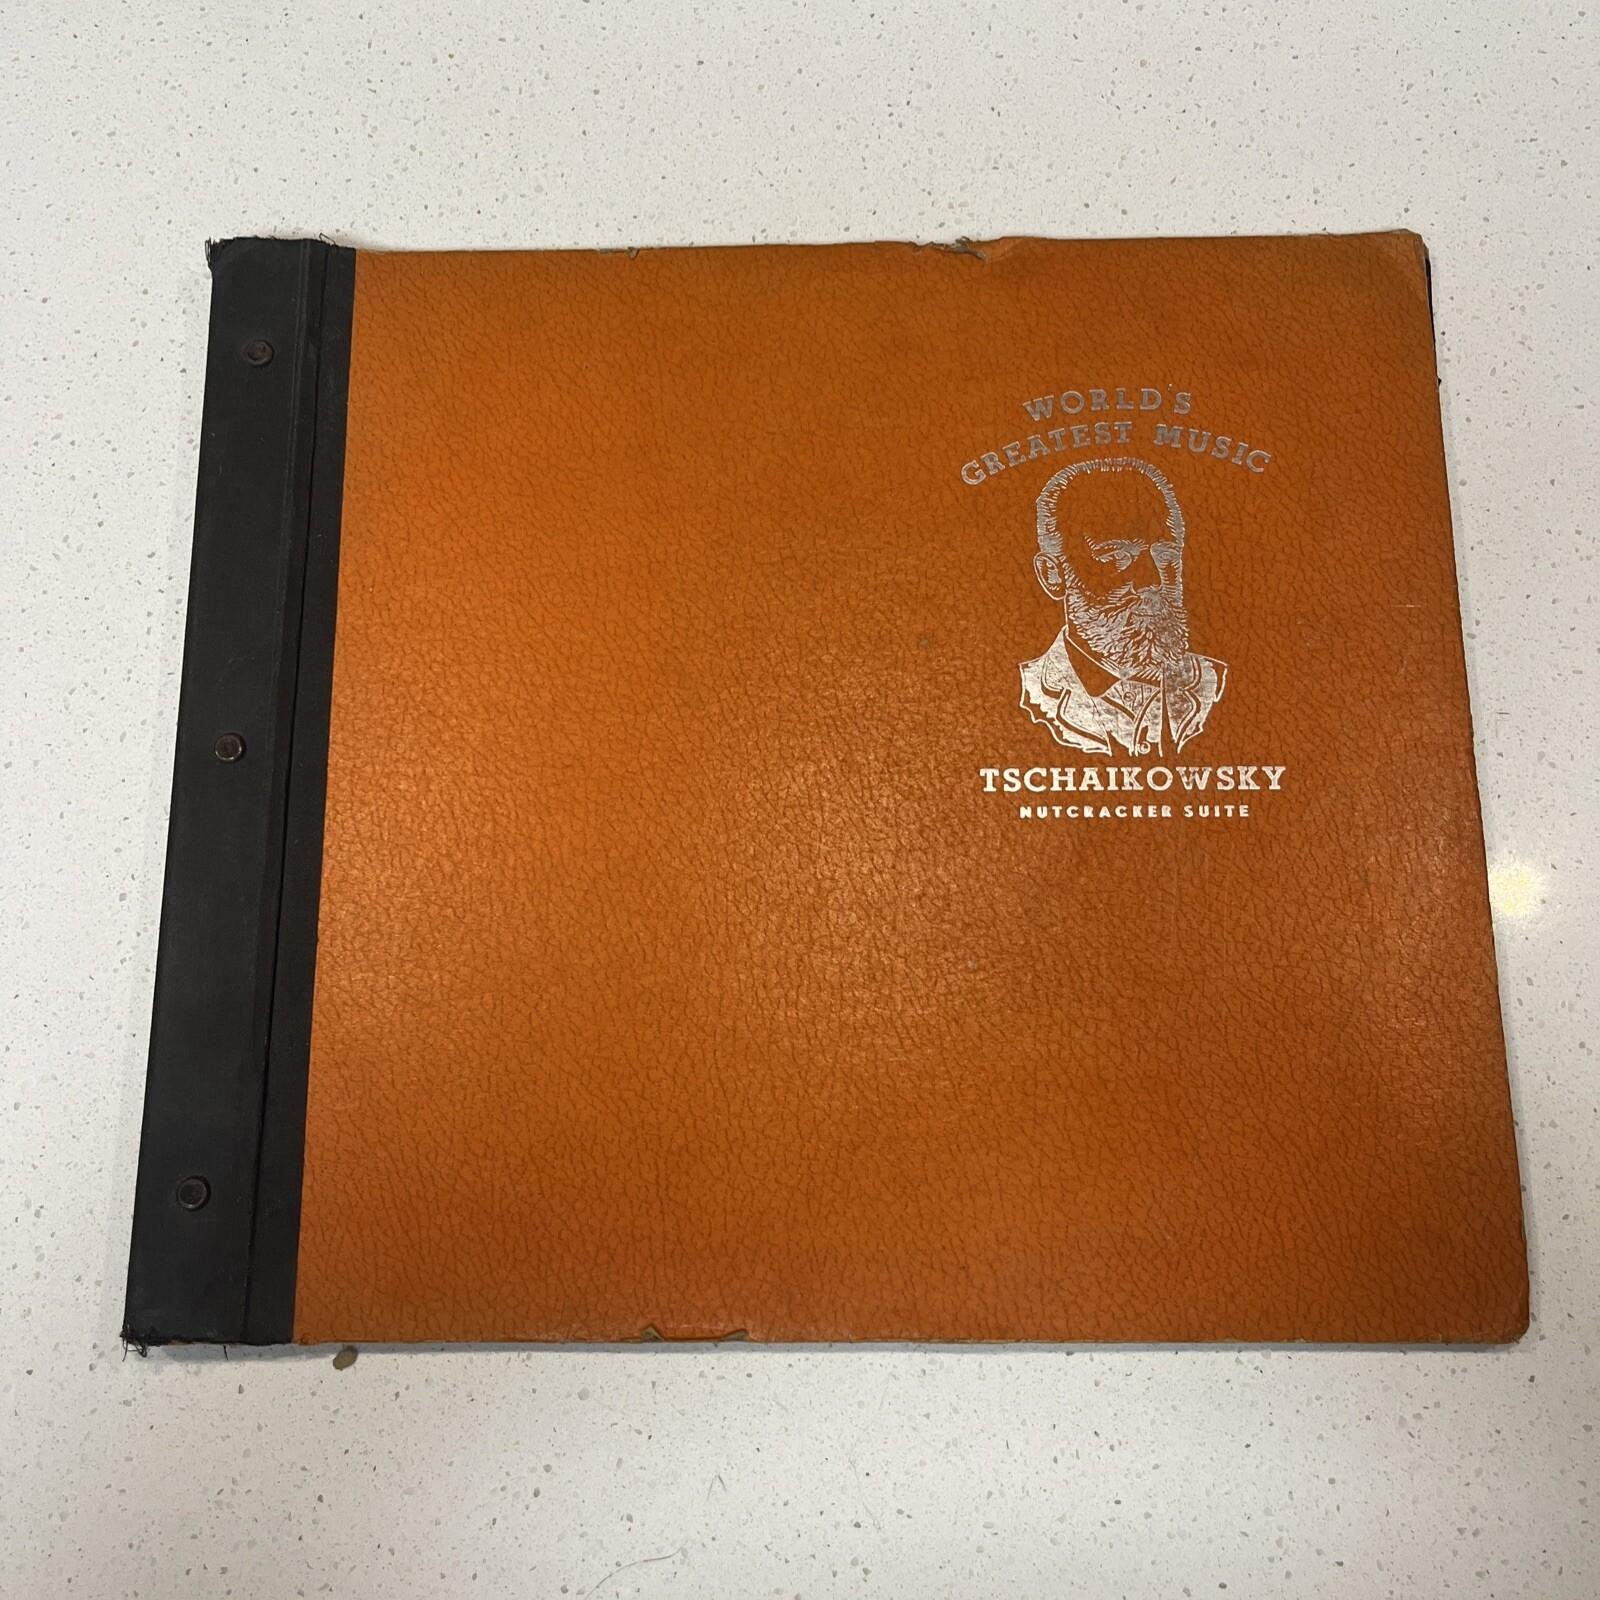 WORLD'S
GREATEST MUSIC
TSCHAIKOWSKY
NUTCRACKER SUITE